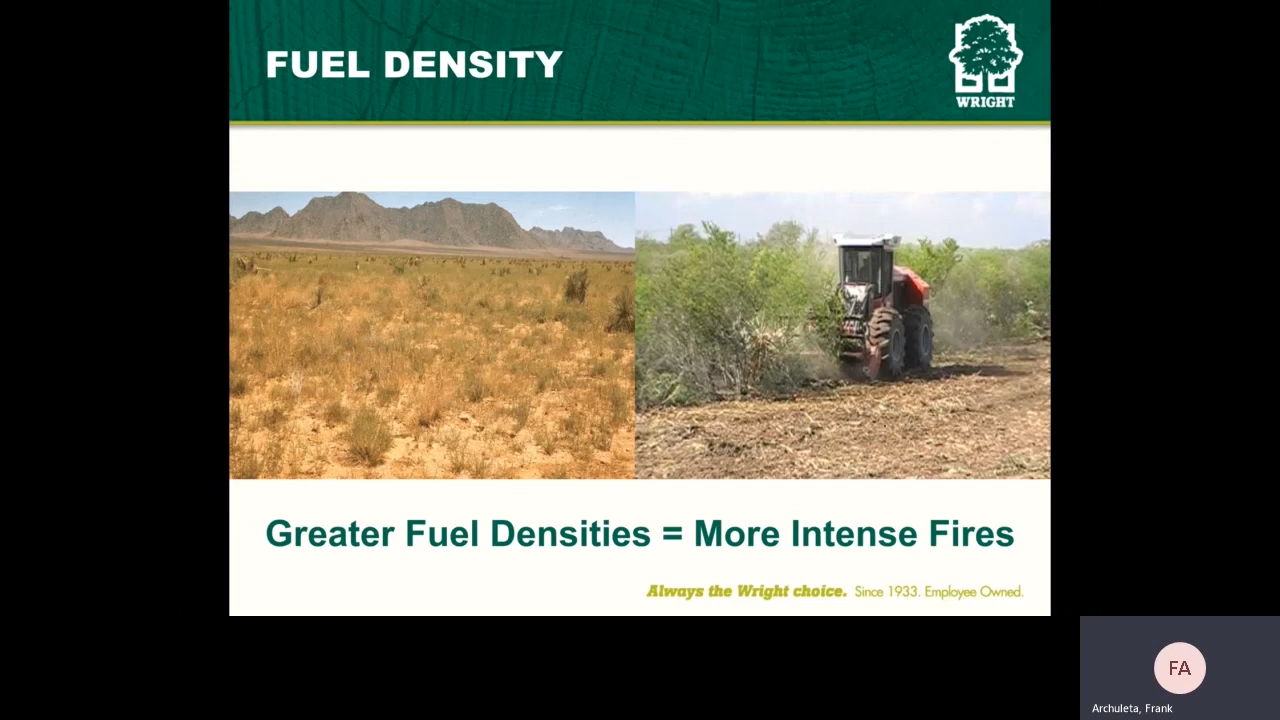 FUEL DENSITY
WRIGHT
Greater Fuel Densities = More Intense Fires
Always the Wright choice. Since 1933. Employee Owned.
FA
Archuleta, Frank